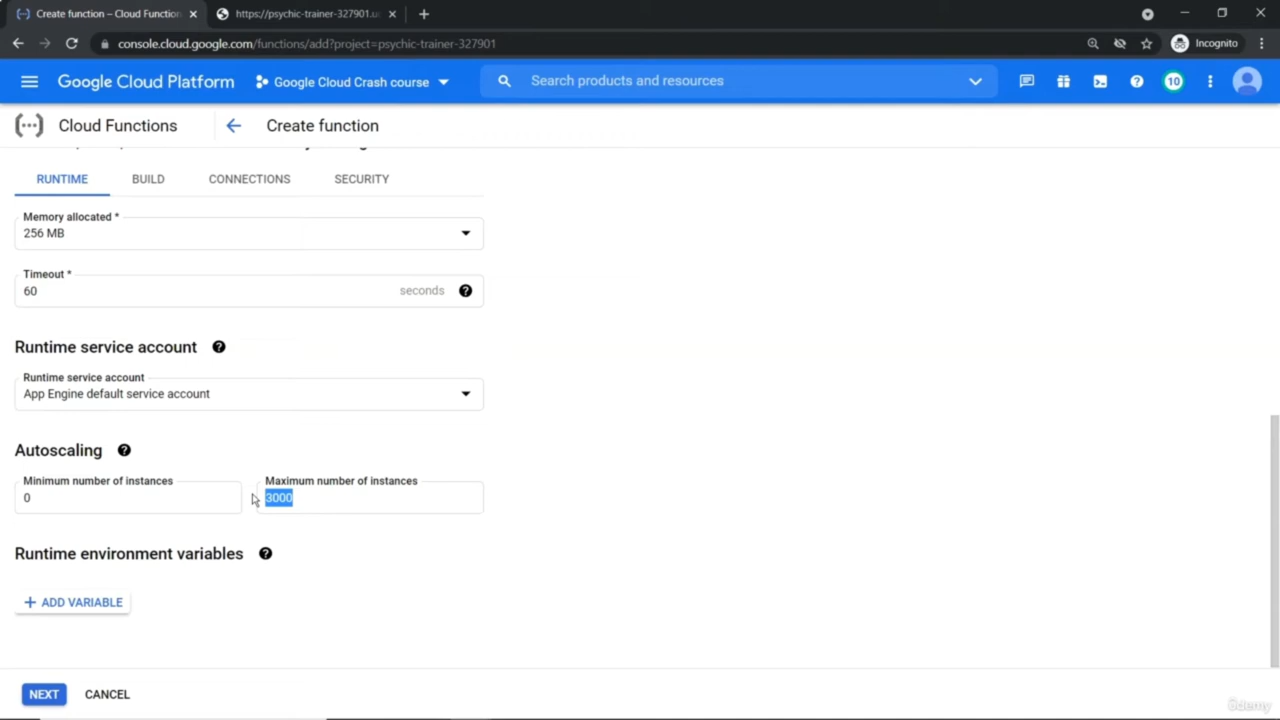 Create function – Cloud Function
https://psychic-trainer-327901.u
console.cloud.google.com/functions/add?project=psychic-trainer-327901
Incognito
Google Cloud Platform
Google Cloud Crash course
Search products and resources
10
Cloud Functions
Create function
RUNTIME
BUILD
CONNECTIONS
SECURITY
Memory allocated *
256 MB
Timeout *
60
seconds
Runtime service account
Runtime service account
App Engine default service account
Autoscaling
Minimum number of instances
0
Maximum number of instances
3000
Runtime environment variables
+ ADD VARIABLE
NEXT
CANCEL
ûdemy